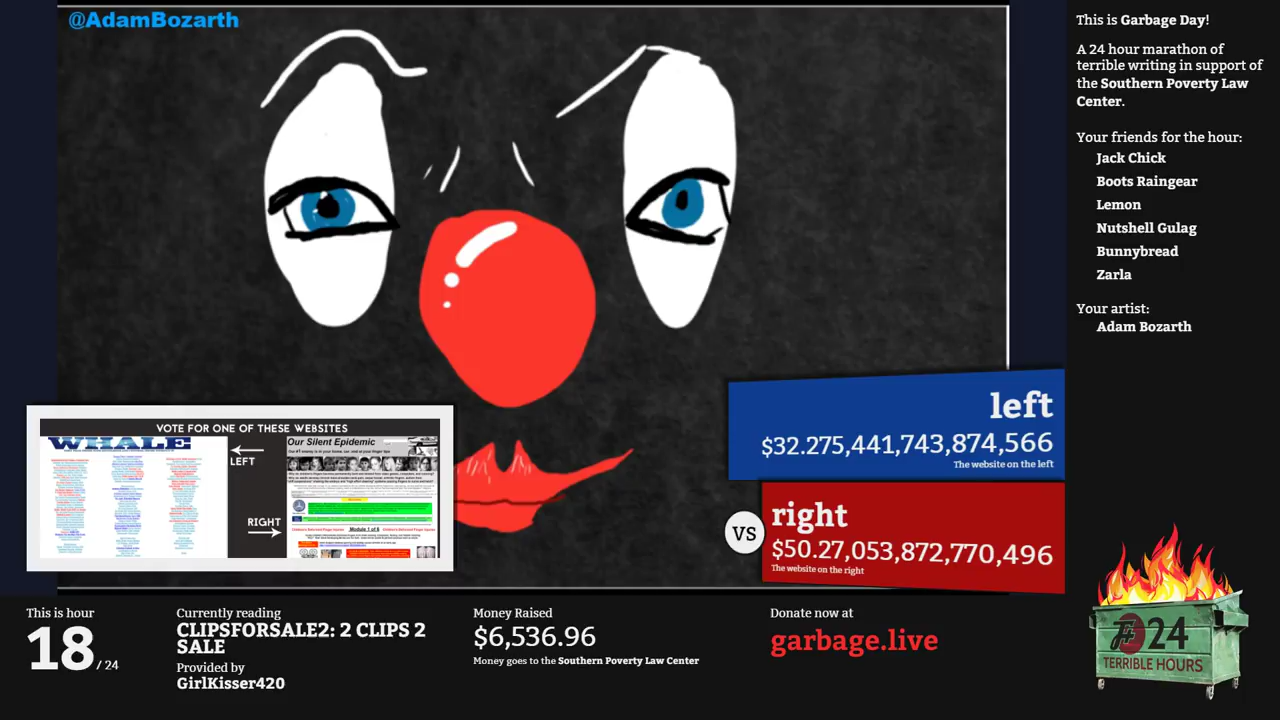 @AdamBozarth
This is Garbage Day!
A 24 hour marathon of
terrible writing in support of
the Southern Poverty Law
Center.
Your friends for the hour:
Jack Chick
Boots Raingear
Lemon
Nutshell Gulag
Bunnybread
Zarla
Your artist:
Adam Bozarth
left
$32.275,441,743,874,566
The website on the left
VS
right
$50.27,053,872,770,496
The website on the right
VOTE FOR ONE OF THESE WEBSITES
WHALE
LEFT
RIGHT
Our Silent Epidemic
Module 1 of 6
This is hour
18 / 24
Currently reading
CLIPSFORSALE2: 2 CLIPS 2
SALE
Provided by
GirlKisser420
Money Raised
$6,536.96
Money goes to the Southern Poverty Law Center
Donate now at
garbage.live
24
TERRIBLE HOURS